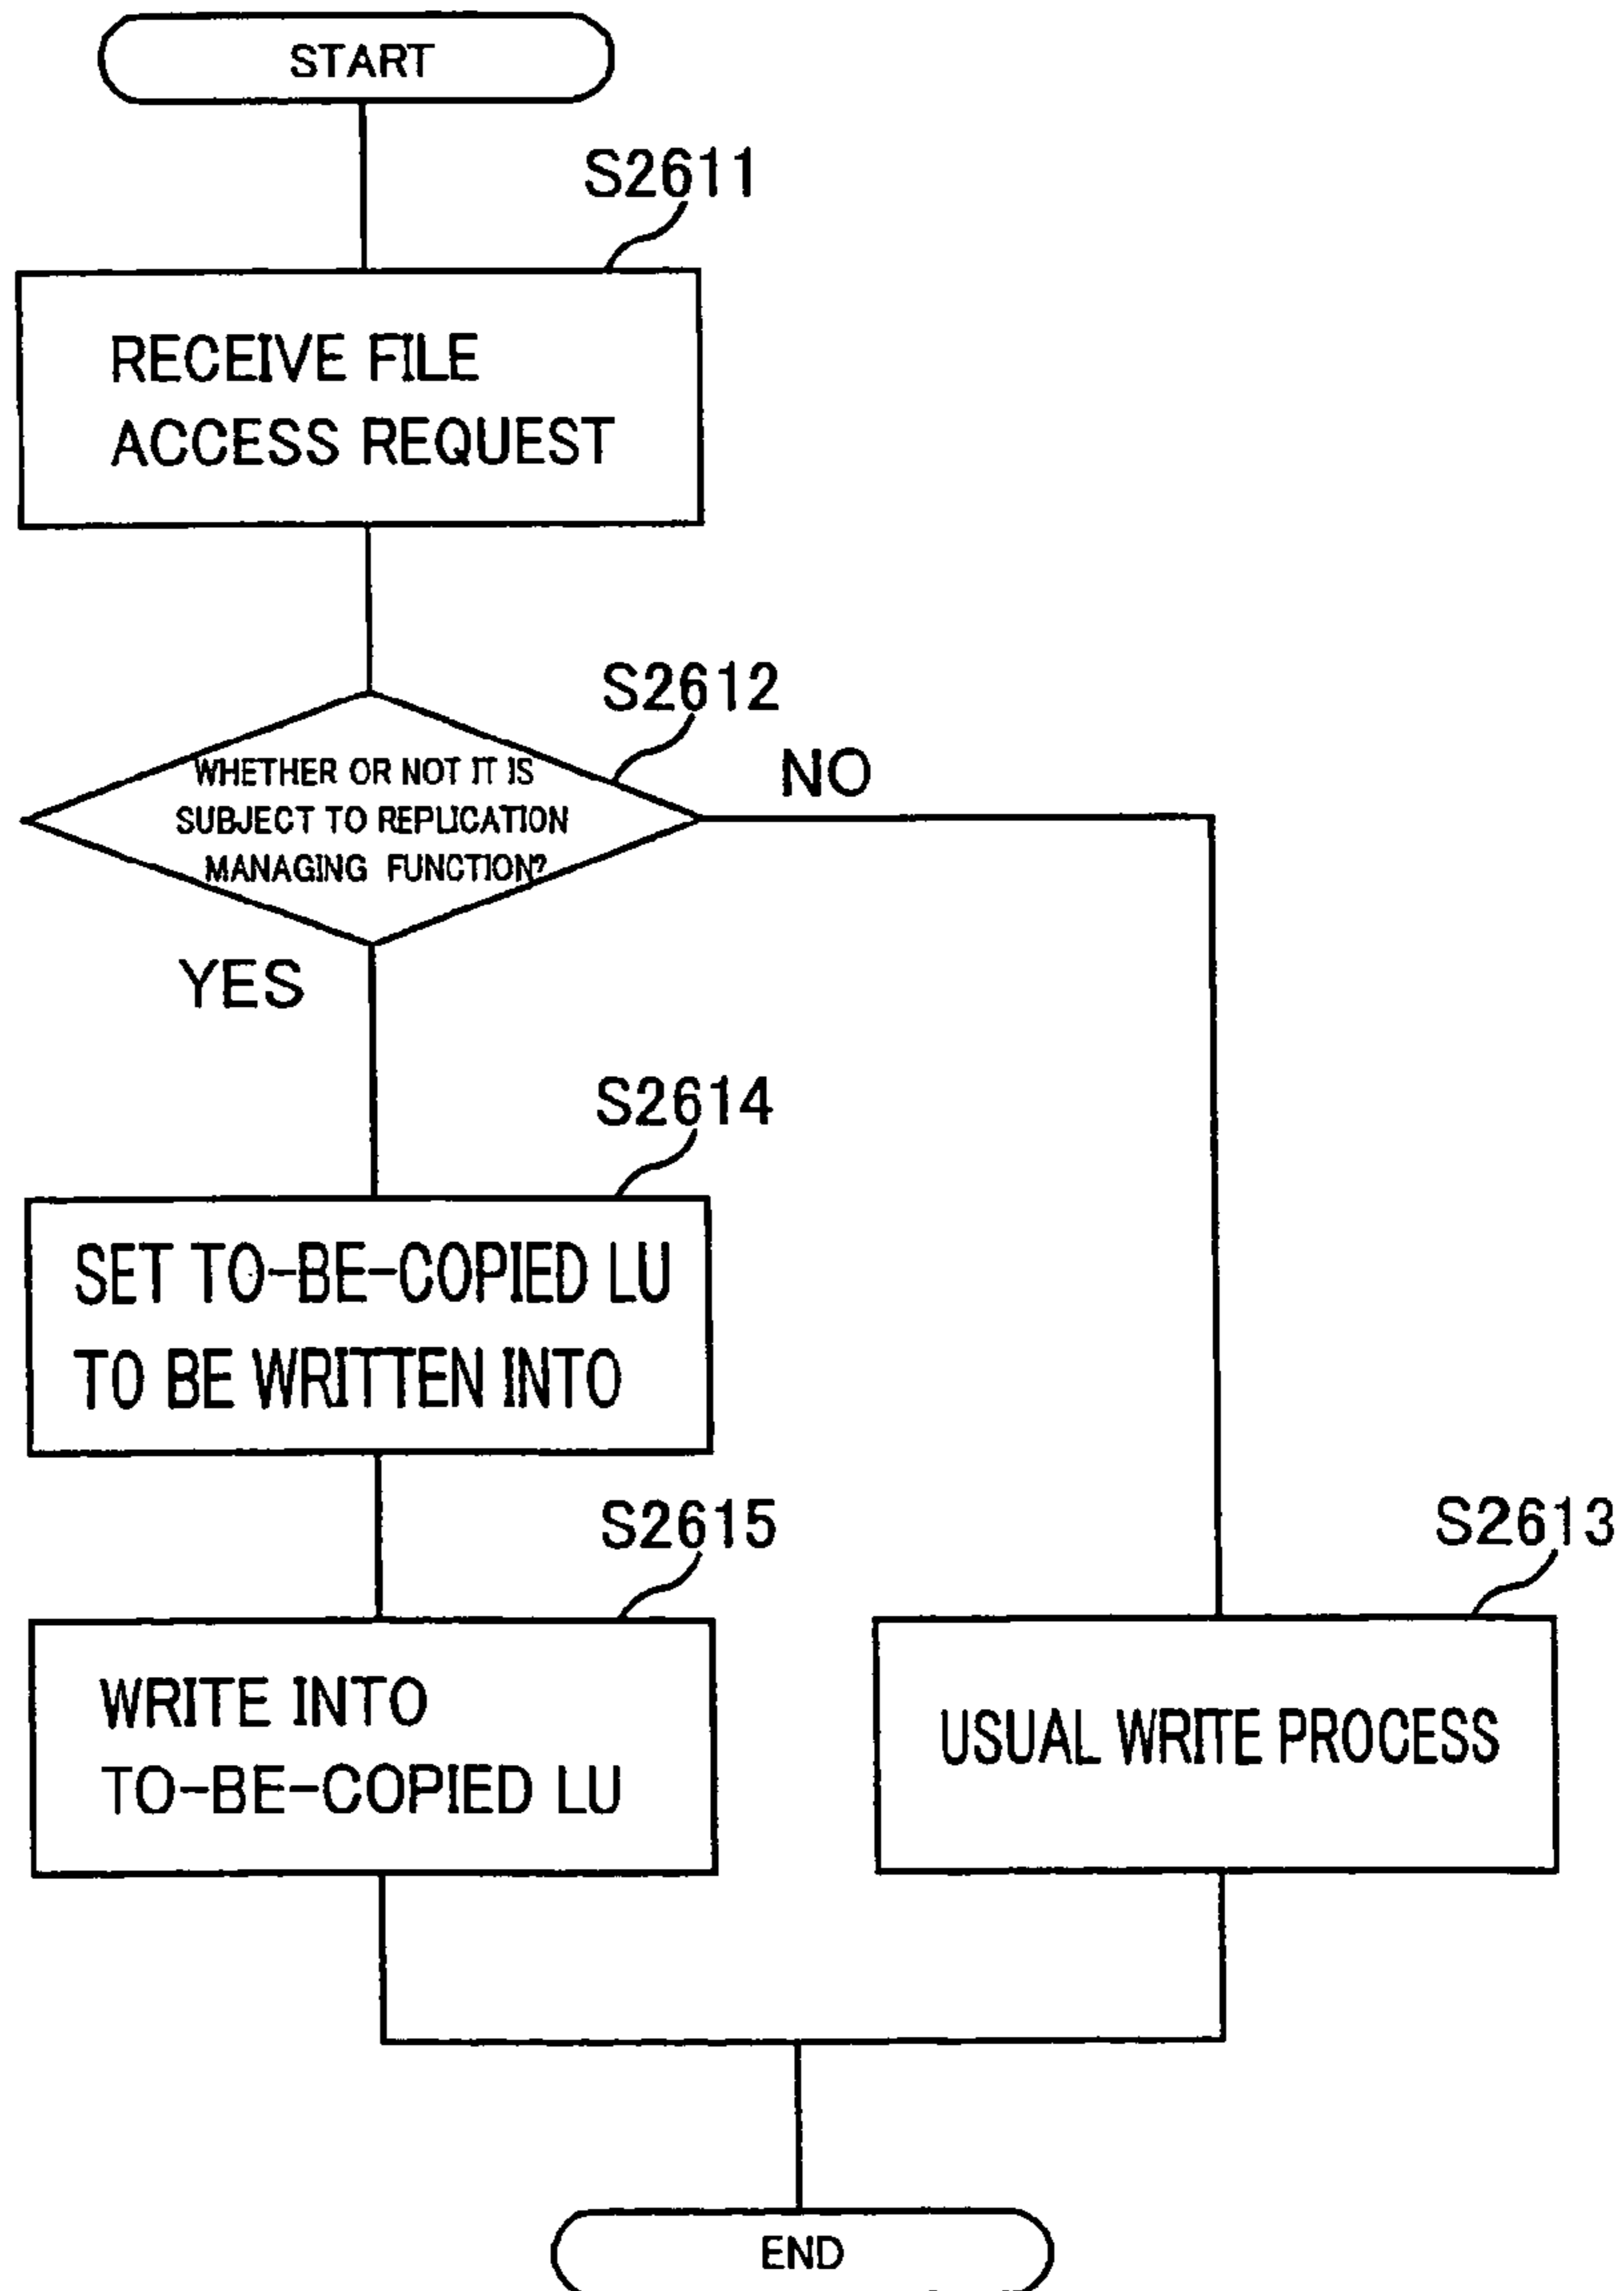 START
S2611
RECEIVE FILE
ACCESS REQUEST
S2612
WHETHER OR NOT IT IS
SUBJECT TO REPLICATION
MANAGING FUNCTION?
NO
YES
S2614
SET TO-BE-COPIED LU
TO BE WRITTEN INTO
S2615
WRITE INTO
TO-BE-COPIED LU
S2613
USUAL WRITE PROCESS
END